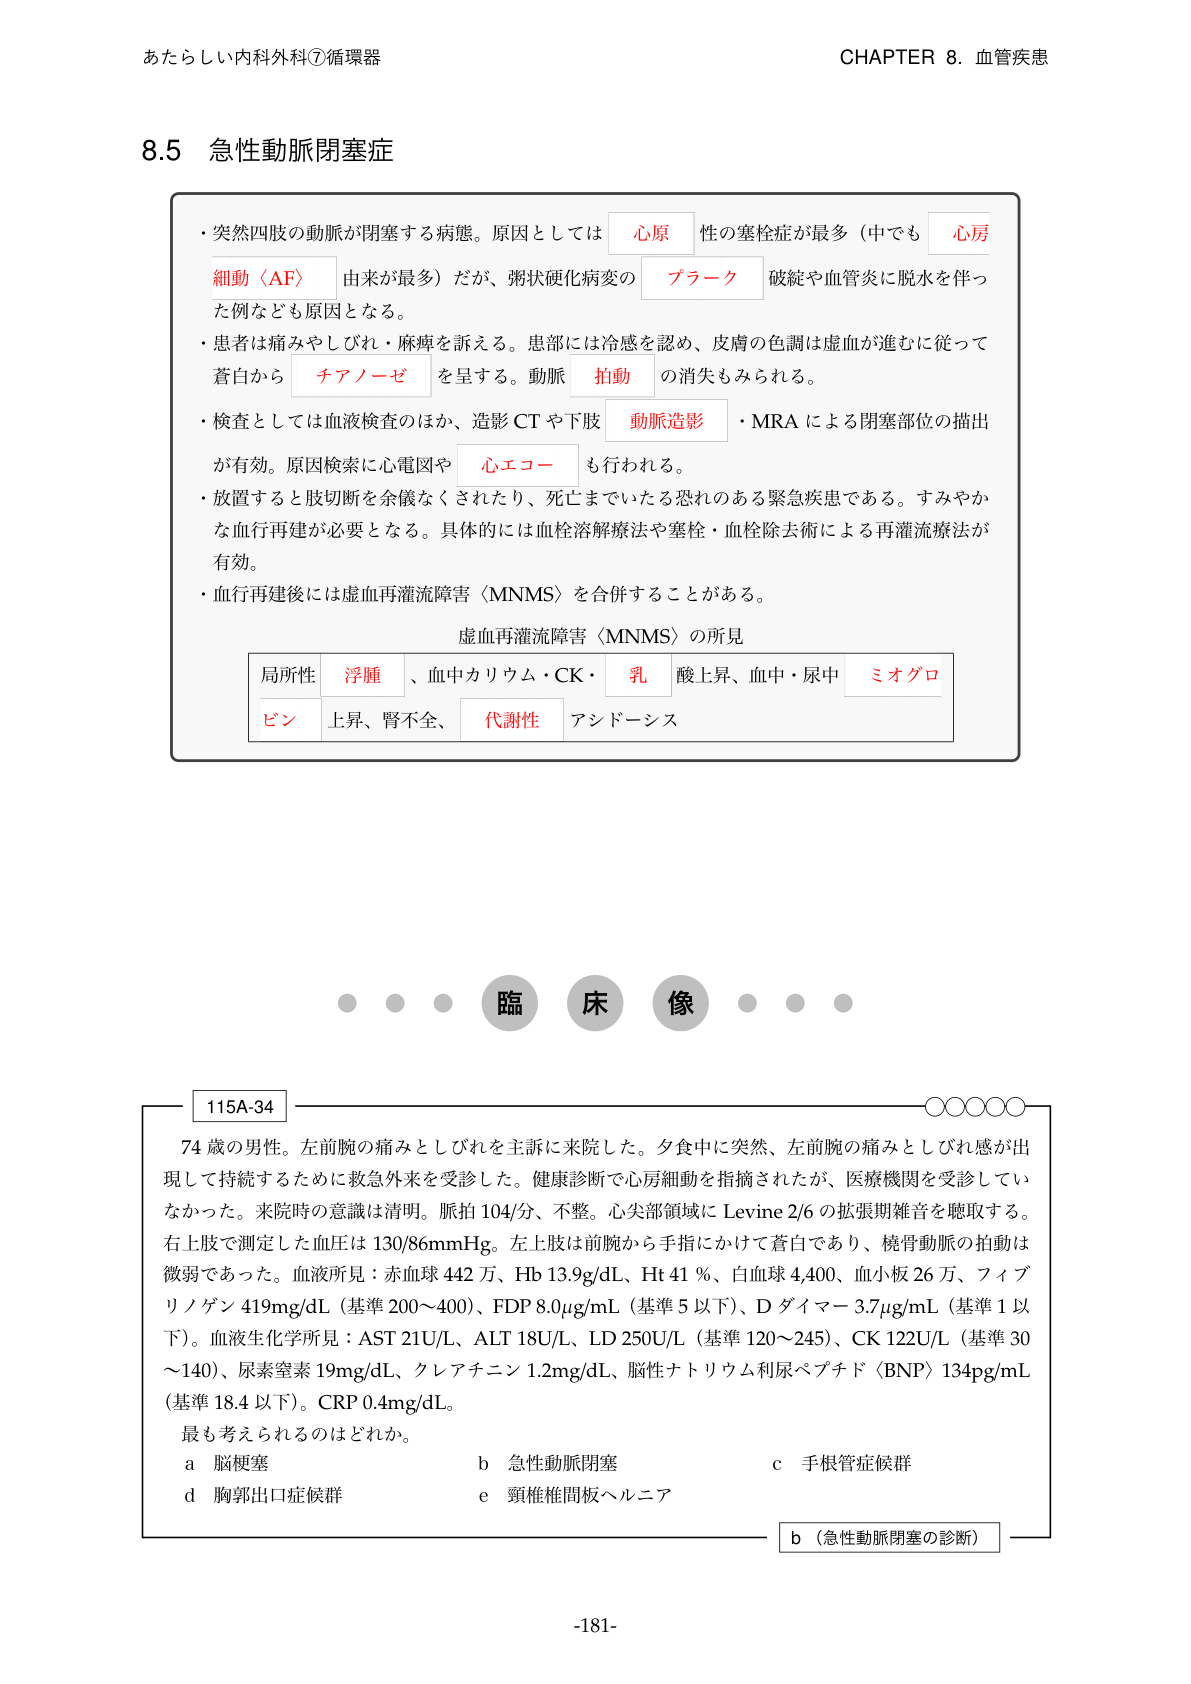 あたらしい内科外科⑦循環器
CHAPTER 8. 血管疾患
8.5 急性動脈閉塞症
・突然四肢の動脈が閉塞する病態。原因としては 心原 性の塞栓症が最多（中でも 心房
細動〈AF〉 由来が最多）だが、粥状硬化病変の プラーク 破綻や血管炎に脱水を伴っ
た例なども原因となる。
・患者は痛みやしびれ・麻痺を訴える。患部には冷感を認め、皮膚の色調は虚血が進むに従って
蒼白から チアノーゼ を呈する。動脈 拍動 の消失もみられる。
・検査としては血液検査のほか、造影 CT や下肢 動脈造影 ・MRA による閉塞部位の描出
が有効。原因検索に心電図や 心エコー も行われる。
・放置すると肢切断を余儀なくされたり、死亡までいたる恐れのある緊急疾患である。すみやか
な血行再建が必要となる。具体的には血栓溶解療法や塞栓・血栓除去術による再灌流療法が
有効。
・血行再建後には虚血再灌流障害〈MNMS〉を合併することがある。
虚血再灌流障害〈MNMS〉の所見
局所性 浮腫 、血中カリウム・CK・ 乳 酸上昇、血中・尿中 ミオグロ
ビン 上昇、腎不全、 代謝性 アシドーシス
臨 床 像
115A-34
74 歳の男性。左前腕の痛みとしびれを主訴に来院した。夕食中に突然、左前腕の痛みとしびれ感が出
現して持続するために救急外来を受診した。健康診断で心房細動を指摘されたが、医療機関を受診してい
なかった。来院時の意識は清明。脈拍 104/分、不整。心尖部領域に Levine 2/6 の拡張期雑音を聴取する。
右上肢で測定した血圧は 130/86mmHg。左上肢は前腕から手指にかけて蒼白であり、橈骨動脈の拍動は
微弱であった。血液所見：赤血球 442 万、Hb 13.9g/dL、Ht 41 %、白血球 4,400、血小板 26 万、フィブ
リノゲン 419mg/dL（基準 200〜400）、FDP 8.0μg/mL（基準 5 以下）、D ダイマー 3.7μg/mL（基準 1 以
下）。血液生化学所見：AST 21U/L、ALT 18U/L、LD 250U/L（基準 120〜245）、CK 122U/L（基準 30
〜140）、尿素窒素 19mg/dL、クレアチニン 1.2mg/dL、脳性ナトリウム利尿ペプチド〈BNP〉134pg/mL
（基準 18.4 以下）。CRP 0.4mg/dL。
最も考えられるのはどれか。
a 脳梗塞 b 急性動脈閉塞 c 手根管症候群
d 胸郭出口症候群 e 頸椎椎間板ヘルニア
b （急性動脈閉塞の診断）
-181-